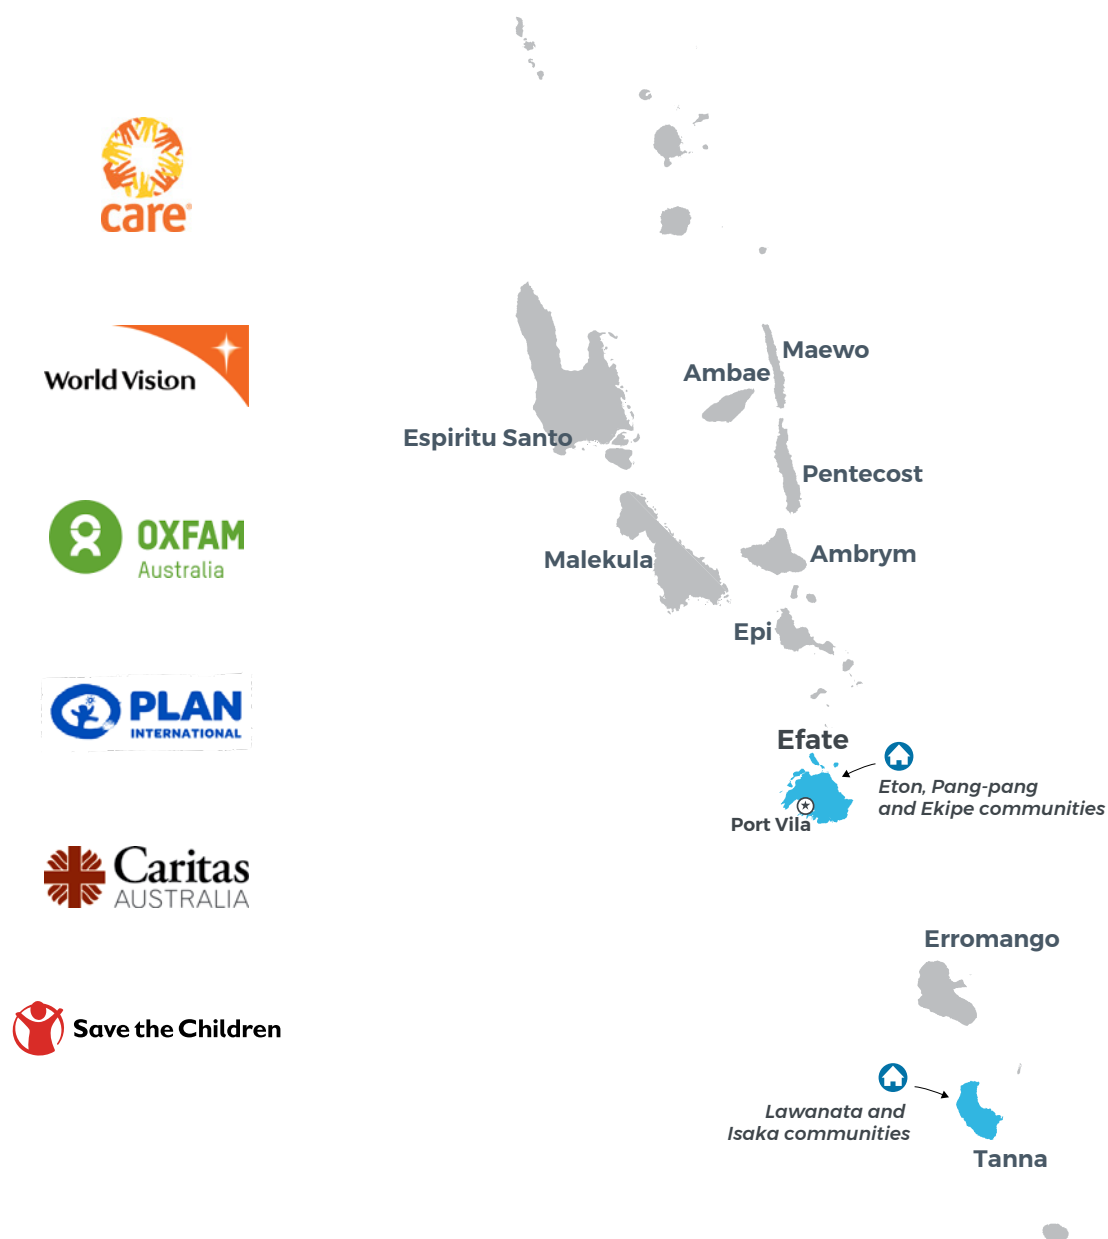 care®
World Vision
OXFAM
Australia
PLAN
INTERNATIONAL
Caritas
AUSTRALIA
Save the Children
Maewo
Ambae
Espiritu Santo
Pentecost
Malekula
Ambrym
Epi
Efate
Eton, Pang-pang
and Ekipe communities
Port Vila
Erromango
Lawanata and
Isaka communities
Tanna